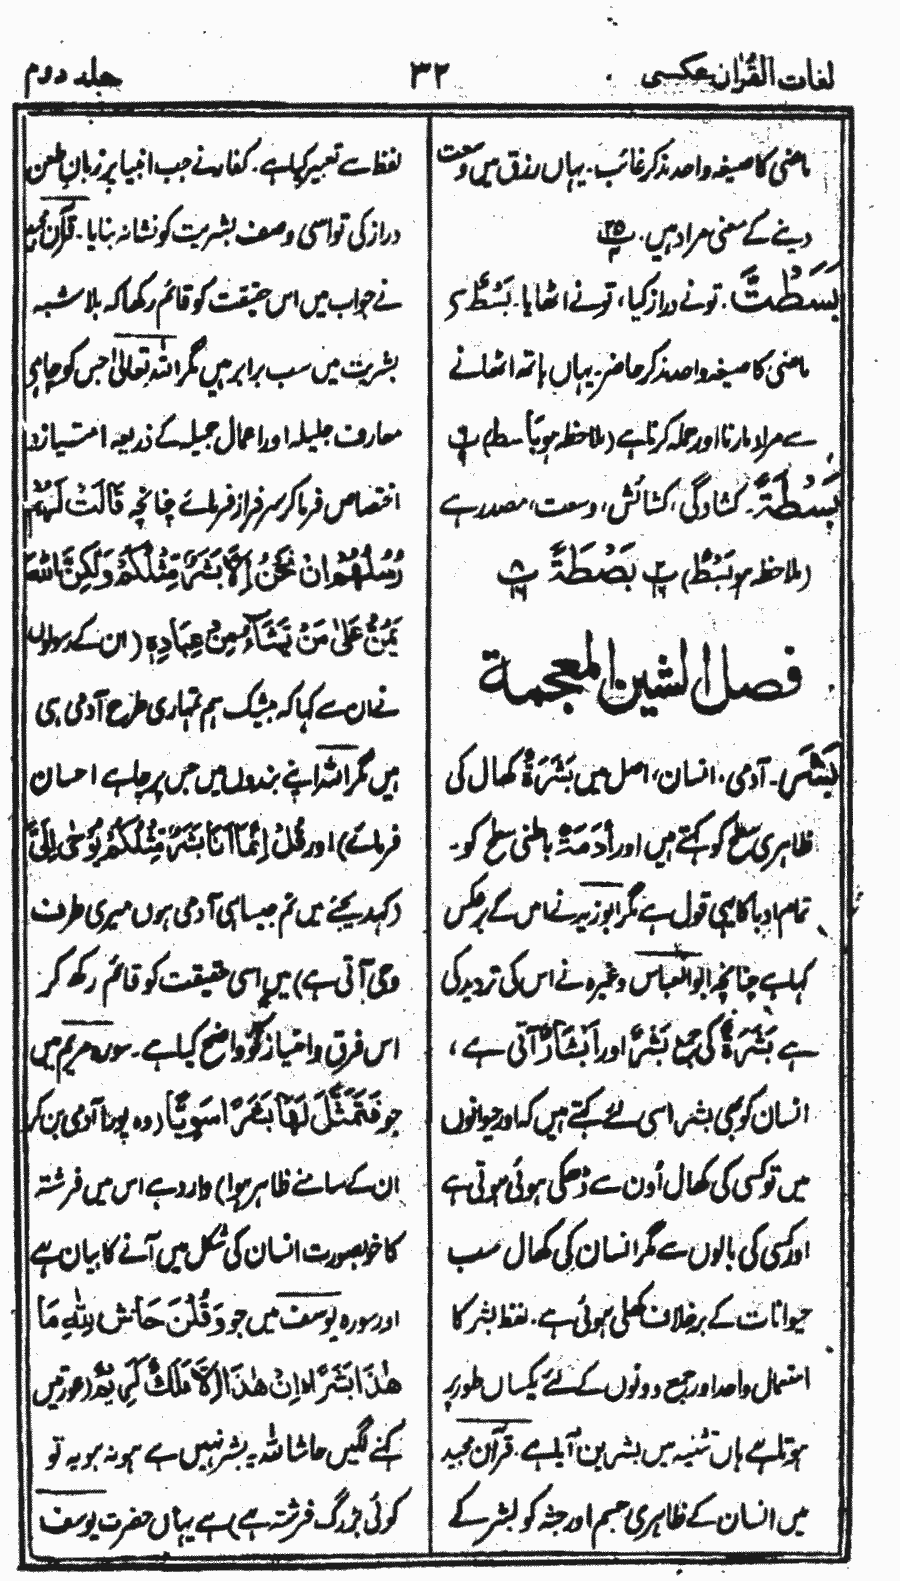 لغات القُرآن عکسی
۳۲
جلد دوم
ماضی کا صیغہ واحد مذکر غائب۔ یہاں رزق میں وسعت
دینے کے معنی مراد ہیں۔ ۲۵
بَسَطْتَّ۔ تو نے دراز کیا، تو نے اٹھایا۔ بَسْطٌ سے
ماضی کا صیغہ واحد مذکر حاضر۔ یہاں ہاتھ اٹھانے
سے مراد مارنا اور حملہ کرنا ہے (ملاحظہ ہو بَاسِطٌ)
بَسْطَةً۔ کشادگی، کشائش، وسعت، مصدر ہے
(ملاحظہ ہو بَسْطٌ) بَصْطَةً
فصل الشین المعجمة
بَشَر۔ آدمی۔ انسان، اصل میں بَشَرَةٌ کھال کی
ظاہری سطح کو کہتے ہیں اور أَدَمَةٌ باطنی سطح کو۔
تمام ادبا کا یہی قول ہے مگر ابو زید نے اس کے برعکس
کہا ہے چنانچہ ابو العباس وغیرہ نے اس کی تردید کی
ہے بَشَرَةٌ کی جمع بَشَرٌ اور اَبْشَارٌ آتی ہے،
انسان کو بھی بشر اسی لئے کہتے ہیں کہ اور حیوانوں
میں تو کسی کی کھال اُون سے ڈھکی ہوئی ہوتی ہے
اور کسی کی بالوں سے مگر انسان کی کھال سب
حیوانات کے برخلاف کھلی ہوئی ہے۔ لفظ بشر کا
استعمال واحد اور جمع دونوں کے لئے یکساں طور پر
ہوتا ہے ہاں تثنیہ میں بشرین آیا ہے۔ قرآن مجید
میں انسان کے ظاہری جسم اور جثہ کو بشر کے
لفظ سے تعبیر کیا ہے۔ کفار نے جب انبیا پر زبانِ طعن
دراز کی تو اسی وصف بشریت کو نشانہ بنایا۔ قرآن مجید
نے جواب میں اس حقیقت کو قائم رکھا کہ بلا شبہ
بشریت میں سب برابر ہیں مگر اللہ تعالیٰ جس کو چاہے
معارف جلیلہ اور اعمال جمیلہ کے ذریعہ امتیاز و
اختصاص فرما کر سرفراز فرمائے چنانچہ قَالَتْ لَهُمْ
رُسُلُهُمْ اِنْ نَّحْنُ اِلَّا بَشَرٌ مِّثْلُكُمْ وَلٰكِنَّ اللّٰهَ
يَمُنُّ عَلٰى مَنْ يَّشَآءُ مِنْ عِبَادِهٖ (ان کے رسولوں
نے ان سے کہا کہ بیشک ہم تمہاری طرح آدمی ہی
ہیں مگر اللہ اپنے بندوں میں جس پر چاہے احسان
فرمائے) اور قُلْ اِنَّمَآ اَنَا بَشَرٌ مِّثْلُكُمْ يُوْحٰٓى اِلَيَّ
(کہدیجئے میں تم جیسا ہی آدمی ہوں میری طرف
وحی آتی ہے) میں اسی حقیقت کو قائم رکھ کر
اس فرق و امتیاز کو واضح کیا ہے۔ سورہ مریم میں
جو فَتَمَثَّلَ لَهَا بَشَرًا سَوِيًّا (وہ پورا آدمی بن کر
ان کے سامنے ظاہر ہوا) وارد ہے اس میں فرشتہ
کا خوبصورت انسان کی شکل میں آنے کا بیان ہے
اور سورہ یوسف میں جو وَقُلْنَ حَاشَ لِلّٰهِ مَا
هٰذَا بَشَرًا اِنْ هٰذَا اِلَّا مَلَكٌ كَرِيْمٌ (عورتیں
کہنے لگیں حاشا للہ یہ بشر نہیں ہے ہو نہ ہو یہ تو
کوئی بزرگ فرشتہ ہے) ہے یہاں حضرت یوسف